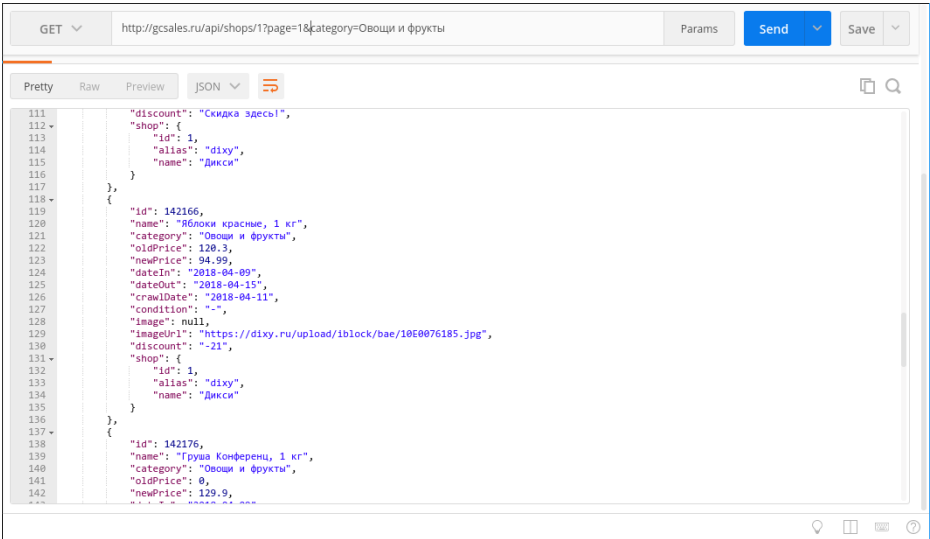 GET http://gcsales.ru/api/shops/1?page=1&category=Овощи и фрукты Params Send Save
Pretty Raw Preview JSON
111 "discount": "Скидка здесь!",
112 "shop": {
113 "id": 1,
114 "alias": "dixy",
115 "name": "Дикси"
116 }
117 },
118 {
119 "id": 142166,
120 "name": "Яблоки красные, 1 кг",
121 "category": "Овощи и фрукты",
122 "oldPrice": 120.3,
123 "newPrice": 94.99,
124 "dateIn": "2018-04-09",
125 "dateOut": "2018-04-15",
126 "crawlDate": "2018-04-11",
127 "condition": "-",
128 "image": null,
129 "imageUrl": "https://dixy.ru/upload/iblock/bae/10E0076185.jpg",
130 "discount": "-21",
131 "shop": {
132 "id": 1,
133 "alias": "dixy",
134 "name": "Дикси"
135 }
136 },
137 {
138 "id": 142176,
139 "name": "Груша Конференц, 1 кг",
140 "category": "Овощи и фрукты",
141 "oldPrice": 0,
142 "newPrice": 129.9,